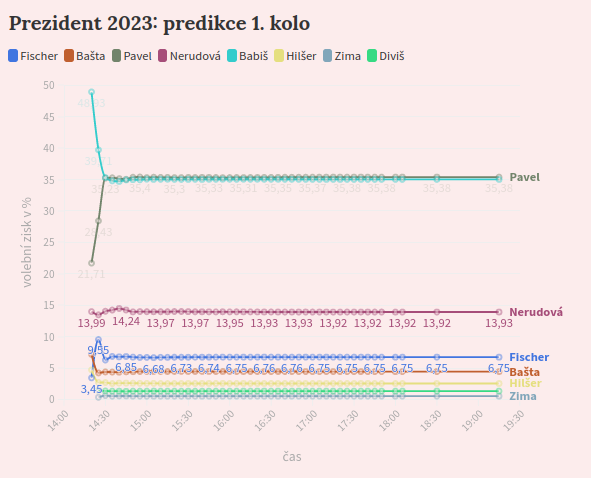 Prezident 2023: predikce 1. kolo
Fischer Bašta Pavel Nerudová Babiš Hilšer Zima Diviš
50
45
40
35
30
25
20
15
10
5
0
volební zisk v %
21,71 35,4 35,3 35,33 35,31 35,35 35,37 35,38 35,38 35,38 35,38
Pavel
13,99 14,24 13,97 13,97 13,95 13,93 13,93 13,92 13,92 13,92 13,92 13,93
Nerudová
3,45 9,55 6,85 6,68 6,73 6,74 6,75 6,76 6,76 6,75 6,75 6,75 6,75 6,75
Fischer
Bašta
Hilšer
Zima
14:00 14:30 15:00 15:30 16:00 16:30 17:00 17:30 18:00 18:30 19:00 19:30
čas